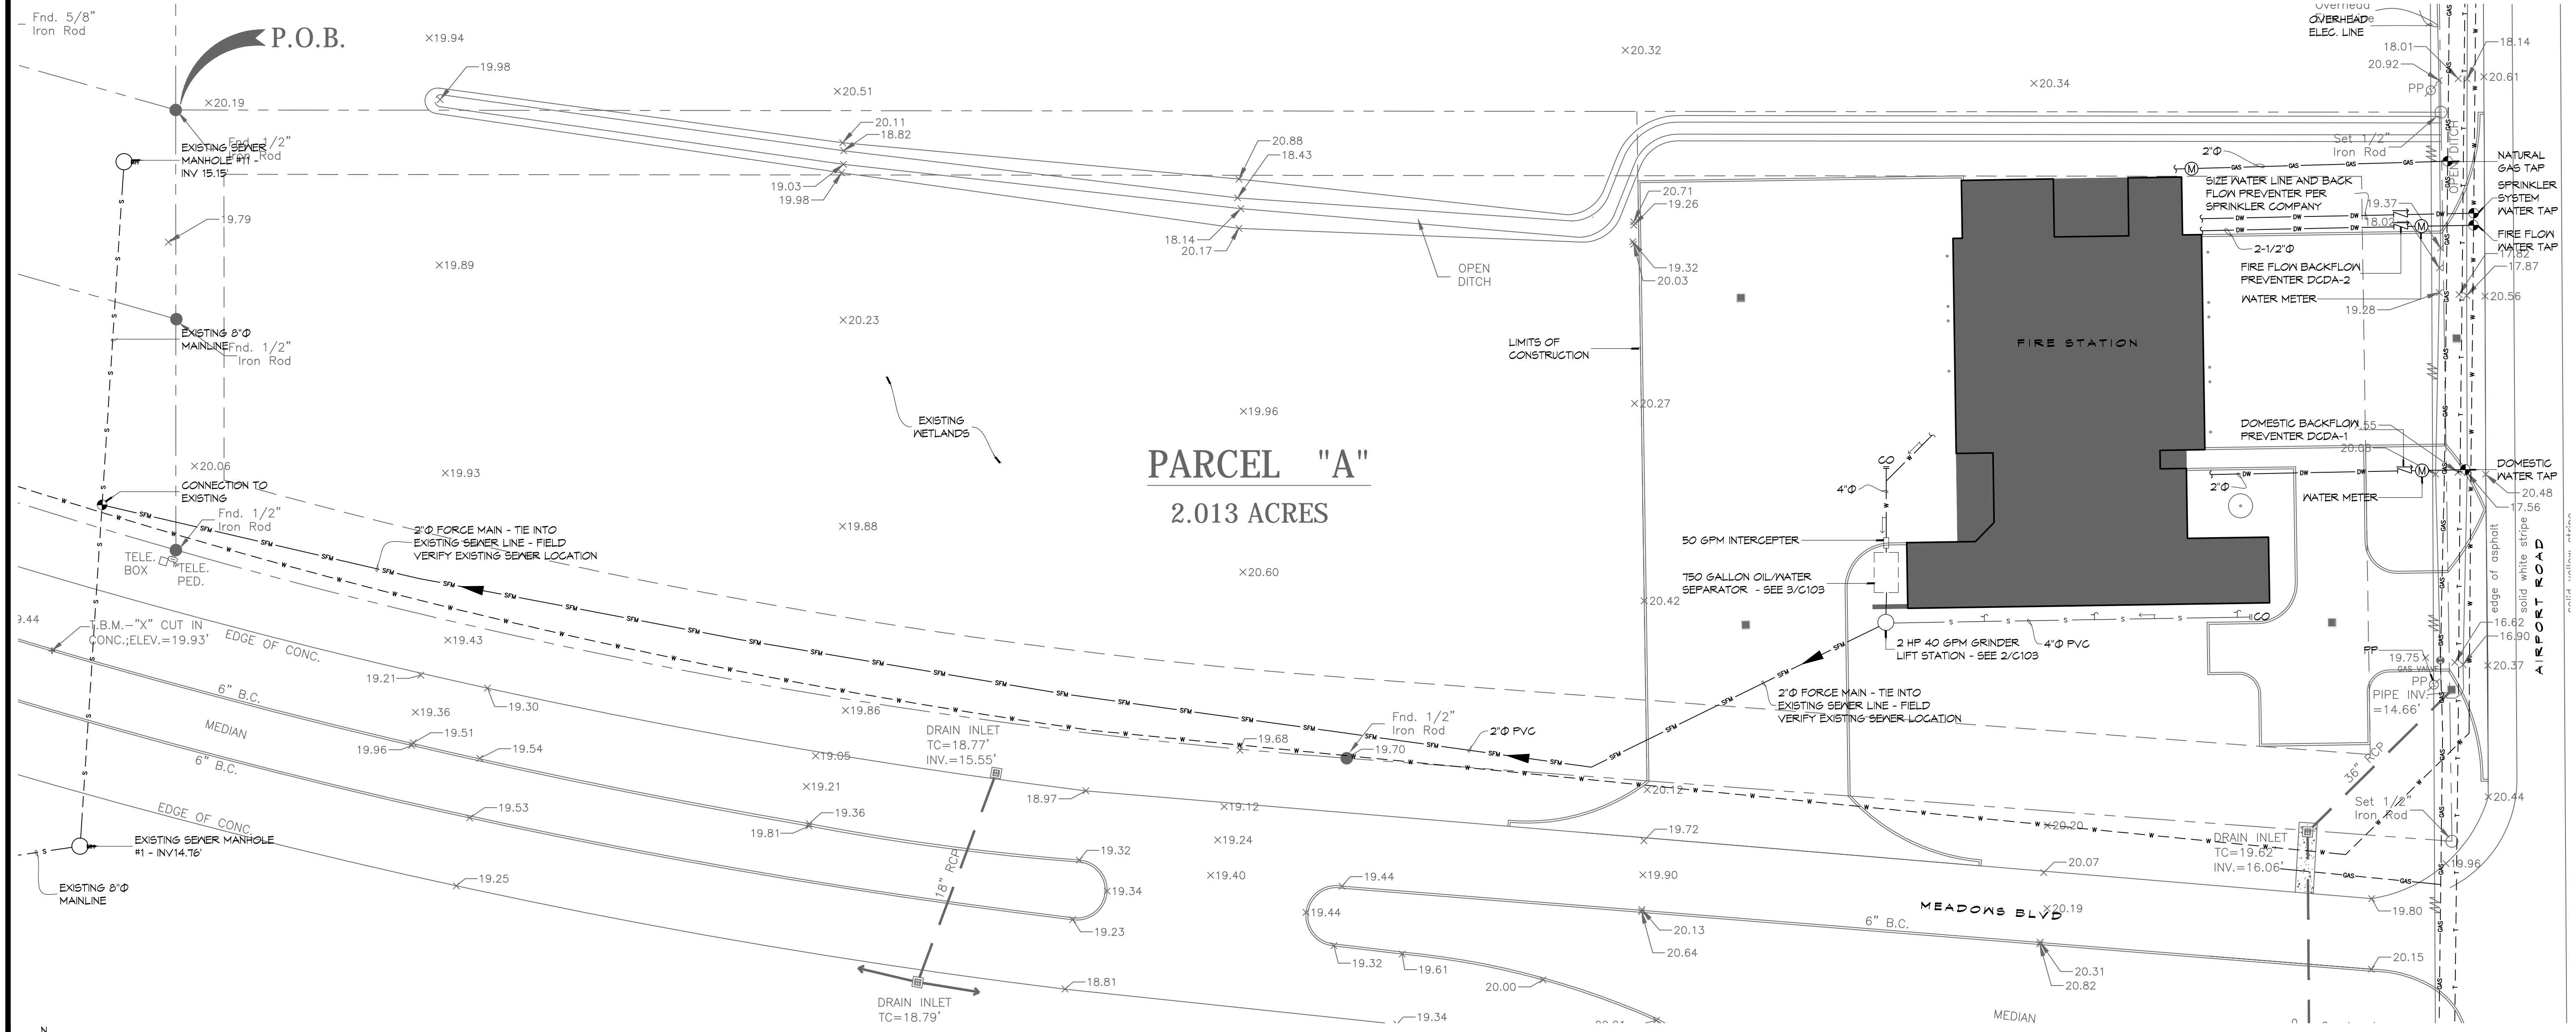 Fnd. 5/8"
Iron Rod
P.O.B.
×19.94
19.98
×20.19
×20.51
×20.32
×20.34
Overhead
OVERHEAD
ELEC. LINE
18.01
18.14
20.92
×20.61
PP
Fnd. 1/2"
Iron Rod
EXISTING SEWER
MANHOLE #11 -
INV 15.15'
20.11
18.82
19.03
19.98
20.88
18.43
18.14
20.17
20.71
19.26
19.32
20.03
OPEN
DITCH
Set 1/2"
Iron Rod
OPEN DITCH
2"Φ
M
GAS
NATURAL
GAS TAP
SIZE WATER LINE AND BACK
FLOW PREVENTER PER
SPRINKLER COMPANY
SPRINKLER
SYSTEM
WATER TAP
19.37
18.02
DW
M
FIRE FLOW
WATER TAP
17.82
17.87
2-1/2"Φ
FIRE FLOW BACKFLOW
PREVENTER DCDA-2
WATER METER
×20.56
19.28
19.79
×19.89
×20.23
EXISTING 8"Φ
MAINLINE
Fnd. 1/2"
Iron Rod
LIMITS OF
CONSTRUCTION
FIRE STATION
EXISTING
WETLANDS
×19.96
×20.27
PARCEL "A"
2.013 ACRES
×20.06
×19.93
CONNECTION TO
EXISTING
Fnd. 1/2"
Iron Rod
TELE.
BOX
TELE.
PED.
2"Φ FORCE MAIN - TIE INTO
EXISTING SEWER LINE - FIELD
VERIFY EXISTING SEWER LOCATION
×19.88
×20.60
CO
4"Φ
50 GPM INTERCEPTER
750 GALLON OIL/WATER
SEPARATOR - SEE 3/C103
×20.42
DOMESTIC BACKFLOW
PREVENTER DCDA-1
20.08
DW
M
2"Φ
WATER METER
DOMESTIC
WATER TAP
×20.48
17.56
edge of asphalt
solid white stripe
AIRPORT ROAD
solid yellow stripe
CO
4"Φ PVC
2 HP 40 GPM GRINDER
LIFT STATION - SEE 2/C103
2"Φ FORCE MAIN - TIE INTO
EXISTING SEWER LINE - FIELD
VERIFY EXISTING SEWER LOCATION
16.62
16.90
PP
19.75
GAS VALVE
×20.37
PP
PIPE INV.
=14.66'
36" RCP
9.44
T.B.M.-"X" CUT IN
CONC.;ELEV.=19.93'
EDGE OF CONC.
×19.43
SFM
19.21
19.30
6" B.C.
×19.36
19.96
19.51
19.54
MEDIAN
×19.86
×19.05
DRAIN INLET
TC=18.77'
INV.=15.55'
19.68
Fnd. 1/2"
Iron Rod
19.70
2"Φ PVC
6" B.C.
19.53
×19.21
19.36
19.81
18.97
×19.12
×20.12
×20.20
Set 1/2"
Iron Rod
×20.44
EDGE OF CONC.
EXISTING SEWER MANHOLE
#1 - INV14.76'
EXISTING 8"Φ
MAINLINE
19.25
19.32
19.34
19.23
18" RCP
×19.24
×19.40
19.72
×19.90
20.07
DRAIN INLET
TC=19.62'
INV.=16.06'
×19.96
GAS
19.44
×19.44
19.32
19.61
20.13
20.64
MEADOWS BLVD
×20.19
6" B.C.
19.80
20.31
20.82
20.15
20.00
18.81
DRAIN INLET
TC=18.79'
19.34
MEDIAN
N